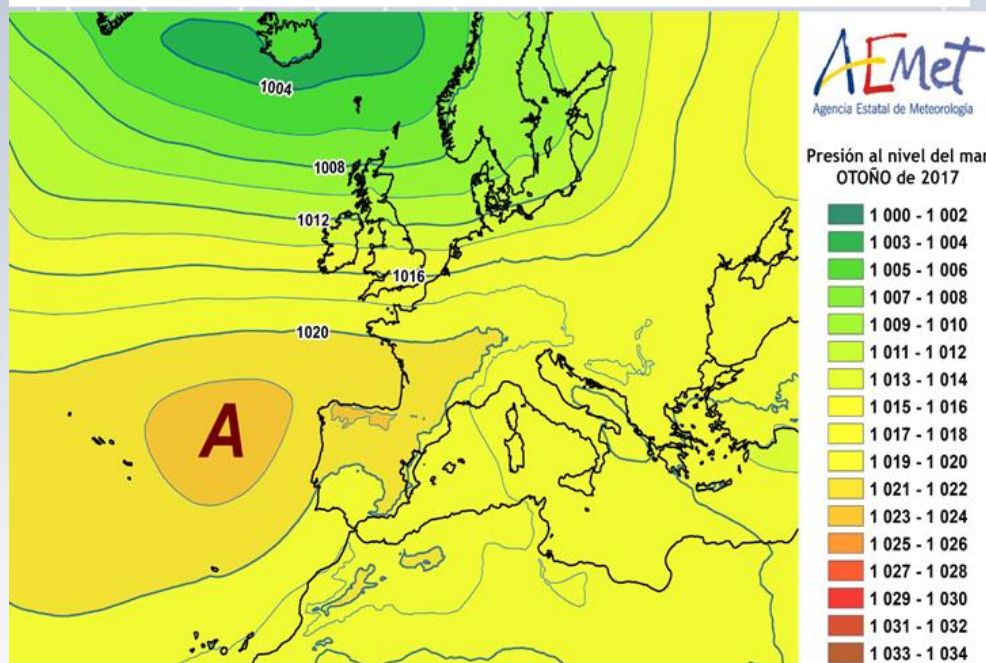 1004
1008
1012
1016
1020
A
AEMet
Agencia Estatal de Meteorología
Presión al nivel del mar
OTOÑO de 2017
1 000 - 1 002
1 003 - 1 004
1 005 - 1 006
1 007 - 1 008
1 009 - 1 010
1 011 - 1 012
1 013 - 1 014
1 015 - 1 016
1 017 - 1 018
1 019 - 1 020
1 021 - 1 022
1 023 - 1 024
1 025 - 1 026
1 027 - 1 028
1 029 - 1 030
1 031 - 1 032
1 033 - 1 034